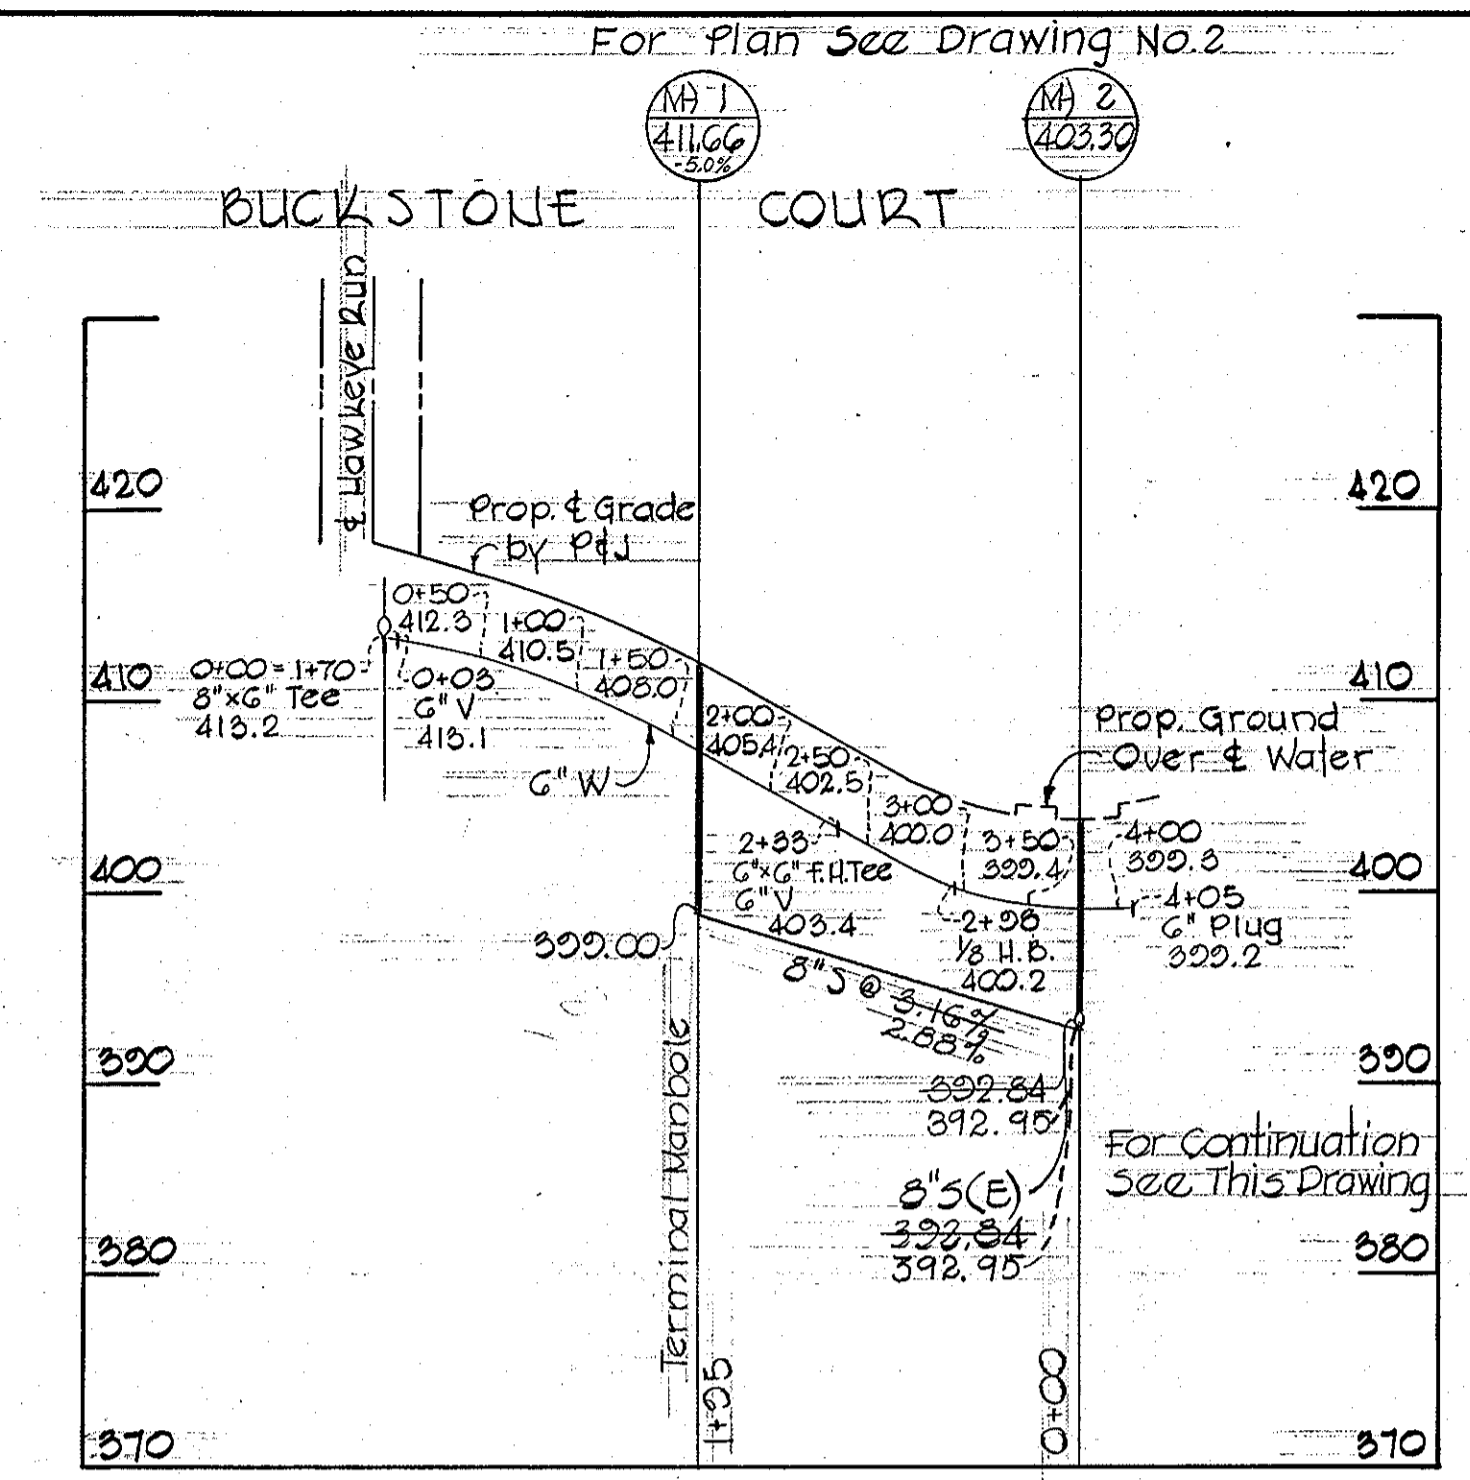 For Plan See Drawing No. 2
MH 1
411.66
-5.0%
MH 2
403.30
BUCKSTONE COURT
℄ Hawkeye Run
420
420
Prop. ℄ Grade
by P&J
0+50
412.3
1+00
410.5
1+50
408.0
410
0+00 = 1+70
8"x6" Tee
413.2
0+03
6" V
413.1
6" W
2+00
405.4
2+50
402.5
3+00
400.0
410
Prop. Ground
Over ℄ Water
2+33
6"x6" F.H. Tee
6" V
403.4
3+50
399.4
4+00
399.3
400
400
4+05
6" Plug
399.2
2+98
1/8 H.B.
400.2
399.00
8" S @ 3.16%
2.88%
390
390
392.84
392.95
For Continuation
See This Drawing
8"S(E)
392.84
392.95
380
380
Terminal Manhole
1+95
0+00
370
370